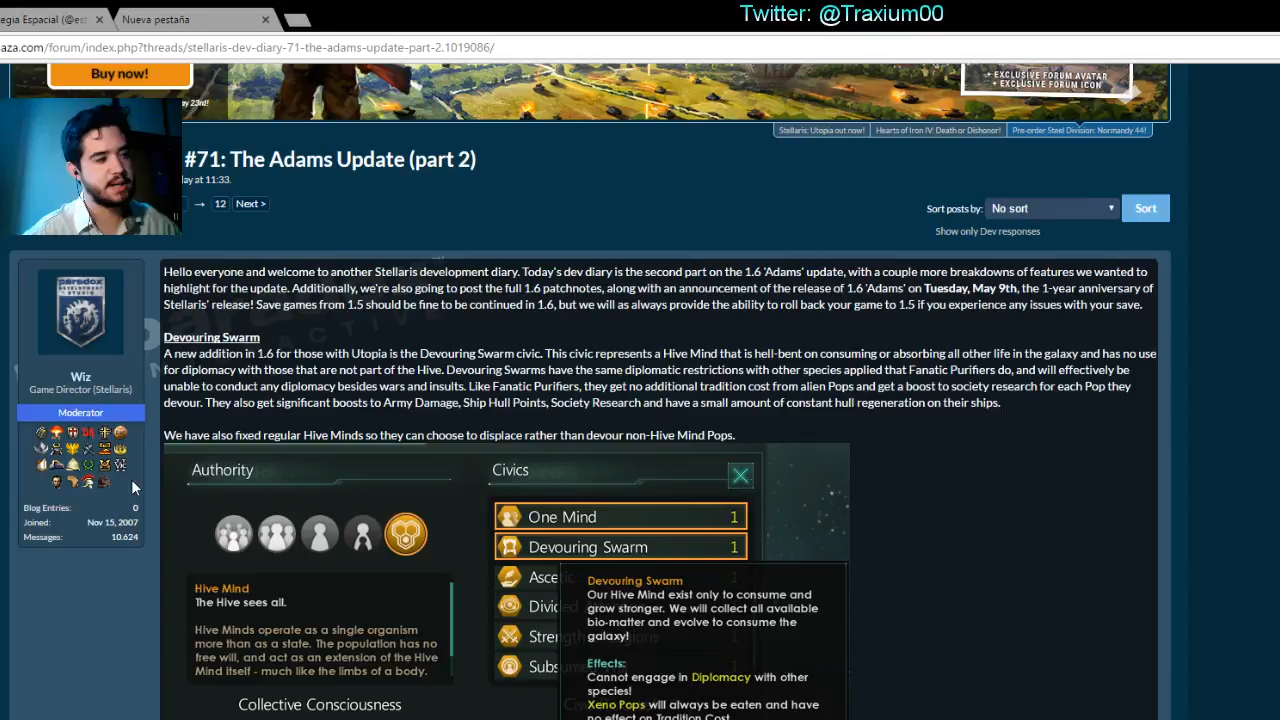 Twitter: @Traxium00
tegia Espacial (@est
Nueva pestaña
aza.com/forum/index.php?threads/stellaris-dev-diary-71-the-adams-update-part-2.1019086/
Buy now!
ay 23rd!
+ EXCLUSIVE FORUM AVATAR
+ EXCLUSIVE FORUM ICON
Stellaris: Utopia out now!
Hearts of Iron IV: Death or Dishonor!
Pre-order Steel Division: Normandy 44!
#71: The Adams Update (part 2)
ay at 11:33.
→ 12 Next >
Sort posts by: No sort Sort
Show only Dev responses
paradox
DEVELOPMENT
STUDIO
Wiz
Game Director (Stellaris)
Moderator
Blog Entries: 0
Joined: Nov 15, 2007
Messages: 10.624
Hello everyone and welcome to another Stellaris development diary. Today's dev diary is the second part on the 1.6 'Adams' update, with a couple more breakdowns of features we wanted to
highlight for the update. Additionally, we're also going to post the full 1.6 patchnotes, along with an announcement of the release of 1.6 'Adams' on Tuesday, May 9th, the 1-year anniversary of
Stellaris' release! Save games from 1.5 should be fine to be continued in 1.6, but we will as always provide the ability to roll back your game to 1.5 if you experience any issues with your save.
Devouring Swarm
A new addition in 1.6 for those with Utopia is the Devouring Swarm civic. This civic represents a Hive Mind that is hell-bent on consuming or absorbing all other life in the galaxy and has no use
for diplomacy with those that are not part of the Hive. Devouring Swarms have the same diplomatic restrictions with other species applied that Fanatic Purifiers do, and will effectively be
unable to conduct any diplomacy besides wars and insults. Like Fanatic Purifiers, they get no additional tradition cost from alien Pops and get a boost to society research for each Pop they
devour. They also get significant boosts to Army Damage, Ship Hull Points, Society Research and have a small amount of constant hull regeneration on their ships.
We have also fixed regular Hive Minds so they can choose to displace rather than devour non-Hive Mind Pops.
Authority
Hive Mind
The Hive sees all.
Hive Minds operate as a single organism
more than as a state. The population has no
free will, and act as an extension of the Hive
Mind itself - much like the limbs of a body.
Collective Consciousness
Civics
One Mind 1
Devouring Swarm 1
Ascetic
Divid
Streng
Subs
Devouring Swarm
Our Hive Mind exist only to consume and
grow stronger. We will collect all available
bio-matter and evolve to consume the
galaxy!
Effects:
Cannot engage in Diplomacy with other
species!
Xeno Pops will always be eaten and have
no effect on Tradition Cost